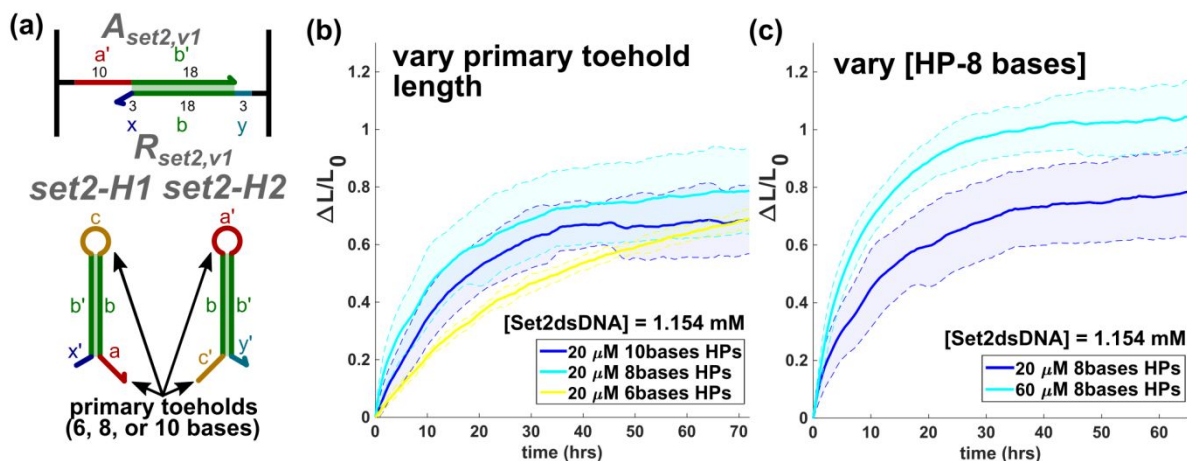 (a)
A set2,v1
a'
b'
10
18
3
18
3
x
b
y
R set2,v1
set2-H1 set2-H2
c
a'
b'
b
b
b'
x'
a
c'
y'
primary toeholds
(6, 8, or 10 bases)
(b)
vary primary toehold
length
ΔL/L0
1.2
1
0.8
0.6
0.4
0.2
0
[Set2dsDNA] = 1.154 mM
20 μM 10bases HPs
20 μM 8bases HPs
20 μM 6bases HPs
0 10 20 30 40 50 60 70
time (hrs)
(c)
vary [HP-8 bases]
ΔL/L0
1.2
1
0.8
0.6
0.4
0.2
0
[Set2dsDNA] = 1.154 mM
20 μM 8bases HPs
60 μM 8bases HPs
0 10 20 30 40 50 60
time (hrs)